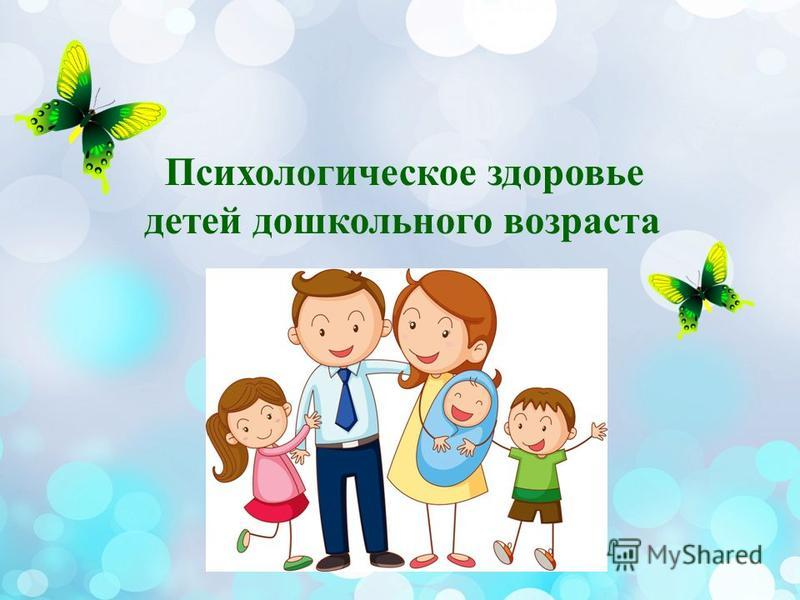 Психологическое здоровье
детей дошкольного возраста
MyShared